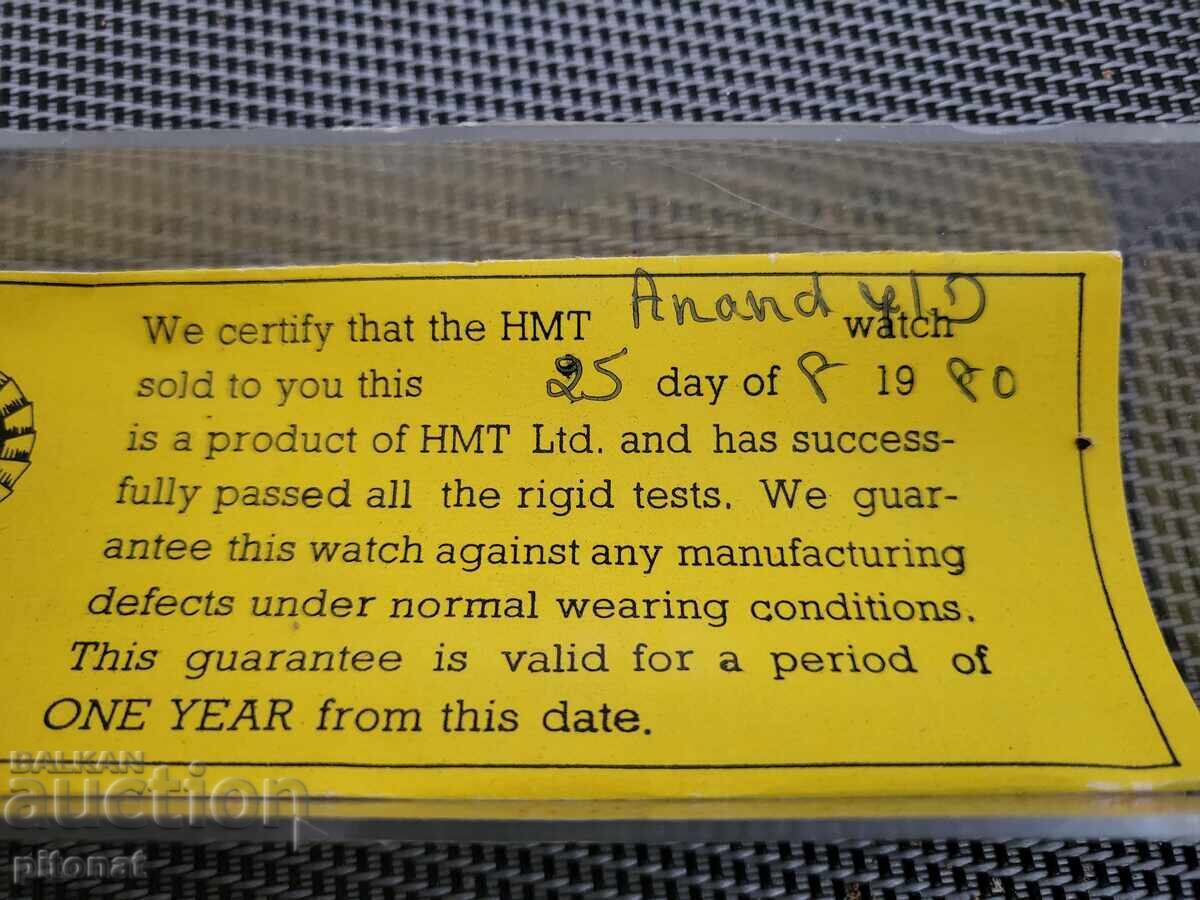 We certify that the HMT Anand y/D watch
sold to you this 25 day of 8 19 80
is a product of HMT Ltd. and has success-
fully passed all the rigid tests. We guar-
antee this watch against any manufacturing
defects under normal wearing conditions.
This guarantee is valid for a period of
ONE YEAR from this date.
BALKAN
auction
pifonat